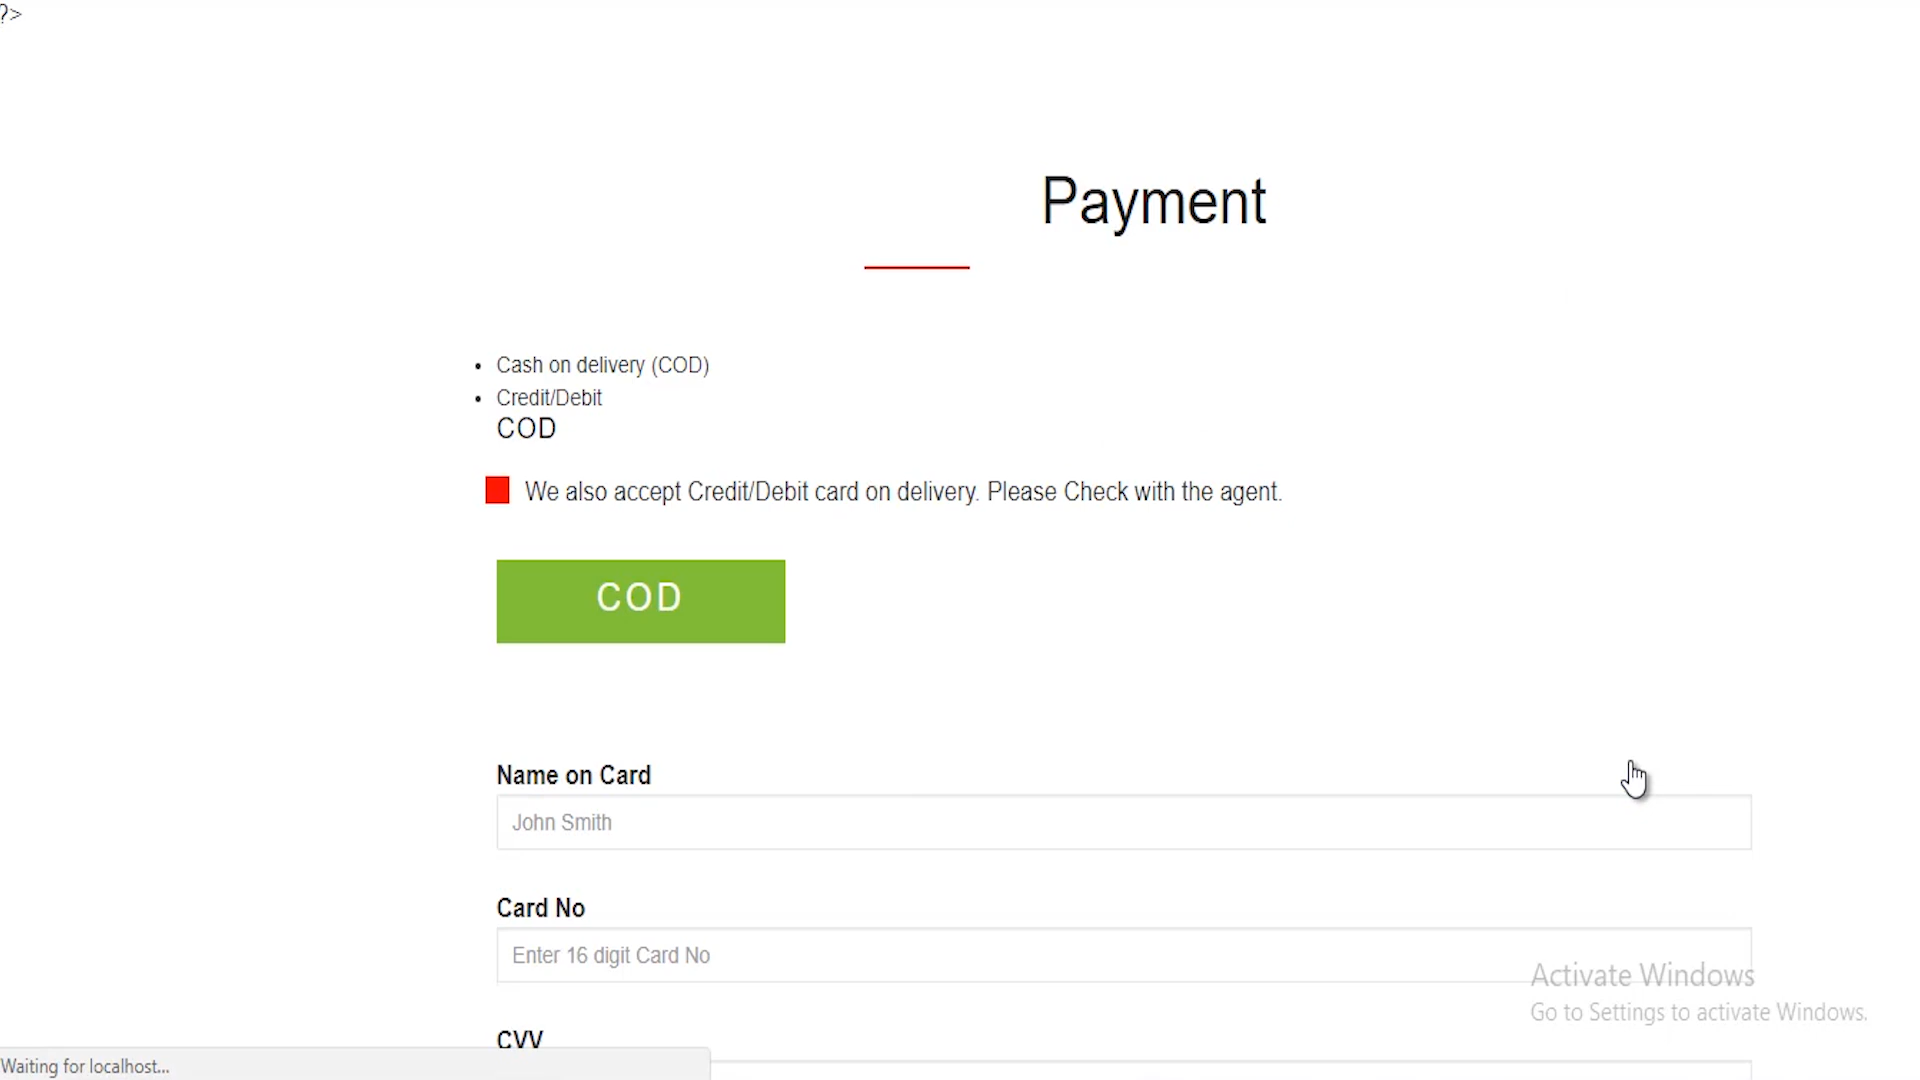 ?>
Payment
Cash on delivery (COD)
Credit/Debit
COD
We also accept Credit/Debit card on delivery. Please Check with the agent.
COD
Name on Card
John Smith
Card No
Enter 16 digit Card No
Activate Windows
Go to Settings to activate Windows.
CVV
Waiting for localhost...